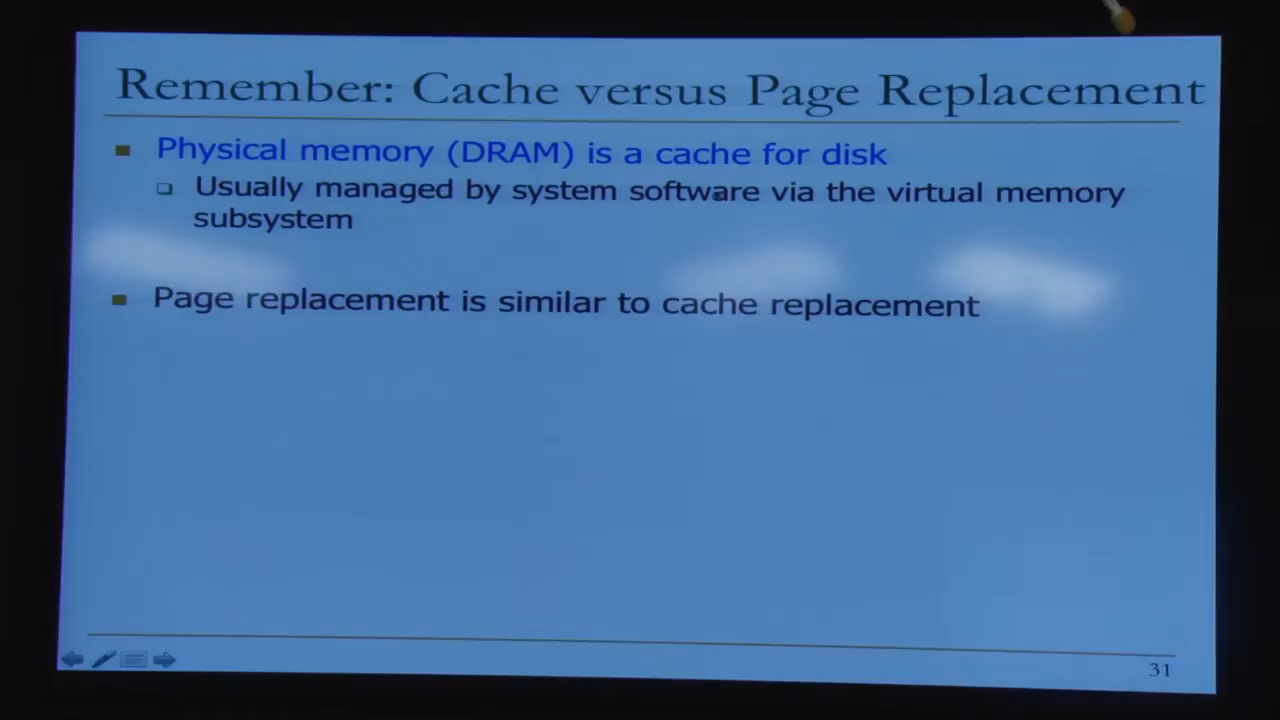 Remember: Cache versus Page Replacement
Physical memory (DRAM) is a cache for disk
Usually managed by system software via the virtual memory
subsystem
Page replacement is similar to cache replacement
31